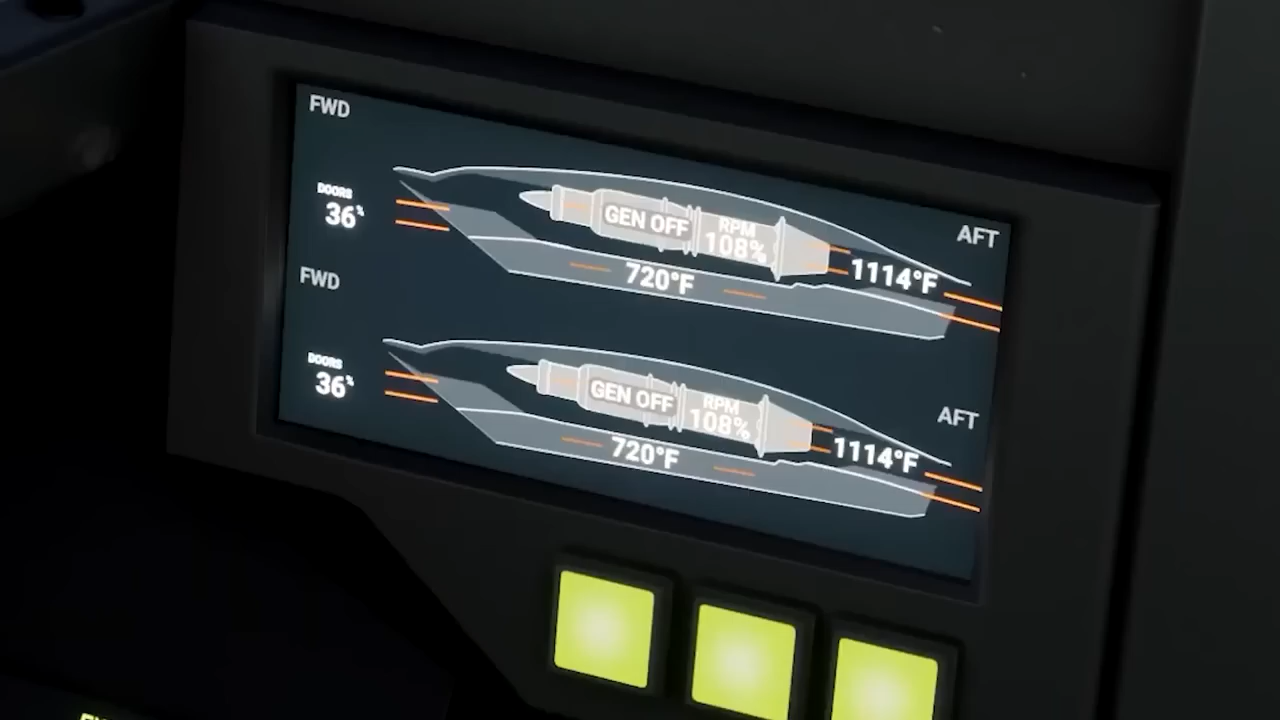 FWD
AFT
DOORS
36%
GEN OFF
RPM
108%
1114°F
720°F
FWD
AFT
DOORS
36%
GEN OFF
RPM
108%
1114°F
720°F